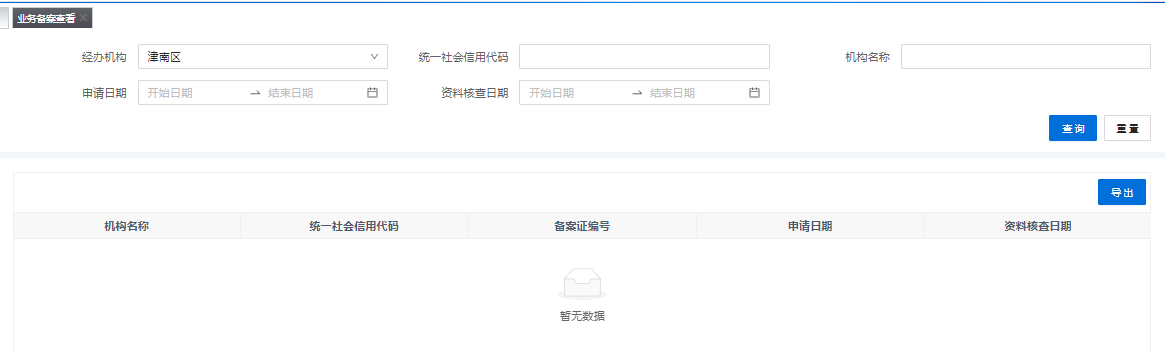 业务备案查看
经办机构 津南区 统一社会信用代码 机构名称
申请日期 开始日期 结束日期 资料核查日期 开始日期 结束日期
查询 重置
导出
机构名称 统一社会信用代码 备案证编号 申请日期 资料核查日期
暂无数据